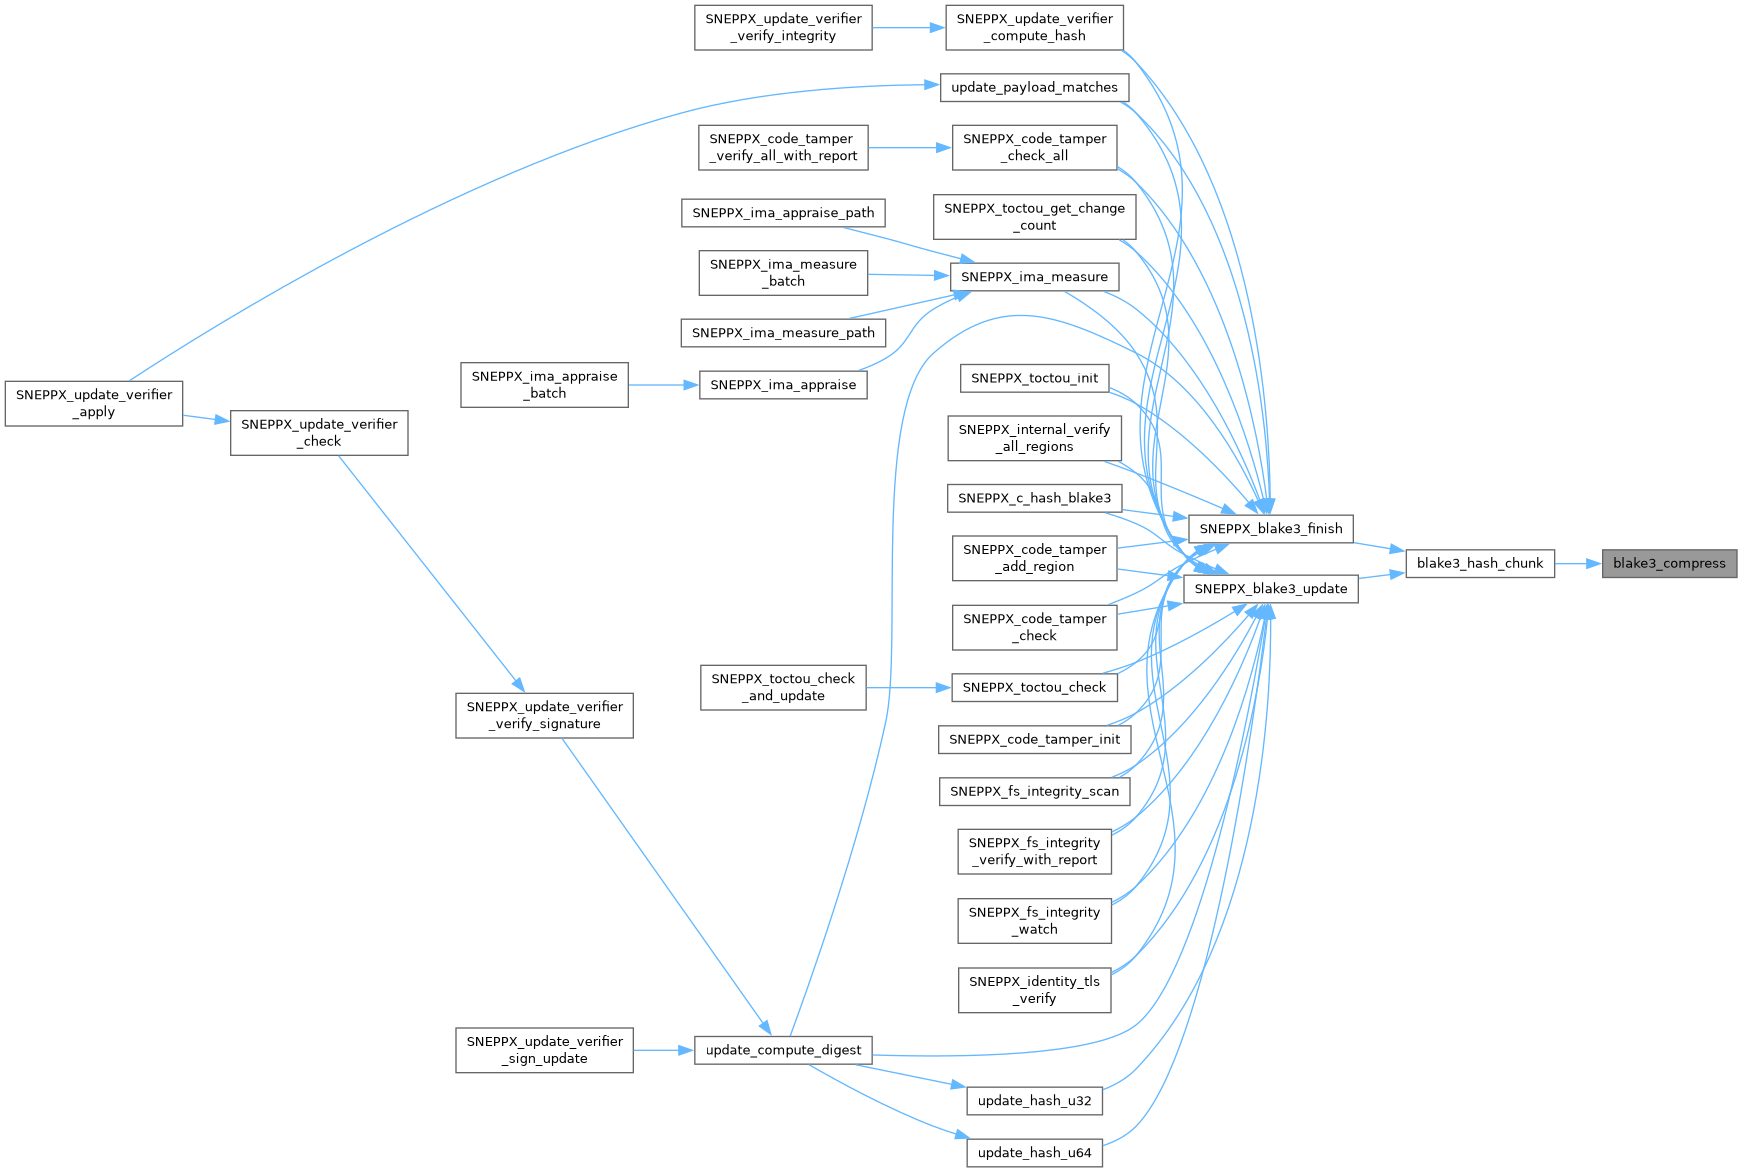 SNEPPX_update_verifier
_verify_integrity
SNEPPX_update_verifier
_compute_hash
update_payload_matches
SNEPPX_code_tamper
_verify_all_with_report
SNEPPX_code_tamper
_check_all
SNEPPX_ima_appraise_path
SNEPPX_toctou_get_change
_count
SNEPPX_ima_measure
_batch
SNEPPX_ima_measure
SNEPPX_ima_measure_path
SNEPPX_ima_appraise
_batch
SNEPPX_ima_appraise
SNEPPX_toctou_init
SNEPPX_update_verifier
_apply
SNEPPX_update_verifier
_check
SNEPPX_internal_verify
_all_regions
SNEPPX_c_hash_blake3
SNEPPX_blake3_finish
SNEPPX_code_tamper
_add_region
blake3_hash_chunk
blake3_compress
SNEPPX_blake3_update
SNEPPX_code_tamper
_check
SNEPPX_toctou_check
_and_update
SNEPPX_toctou_check
SNEPPX_update_verifier
_verify_signature
SNEPPX_code_tamper_init
SNEPPX_fs_integrity_scan
SNEPPX_fs_integrity
_verify_with_report
SNEPPX_fs_integrity
_watch
SNEPPX_identity_tls
_verify
SNEPPX_update_verifier
_sign_update
update_compute_digest
update_hash_u32
update_hash_u64